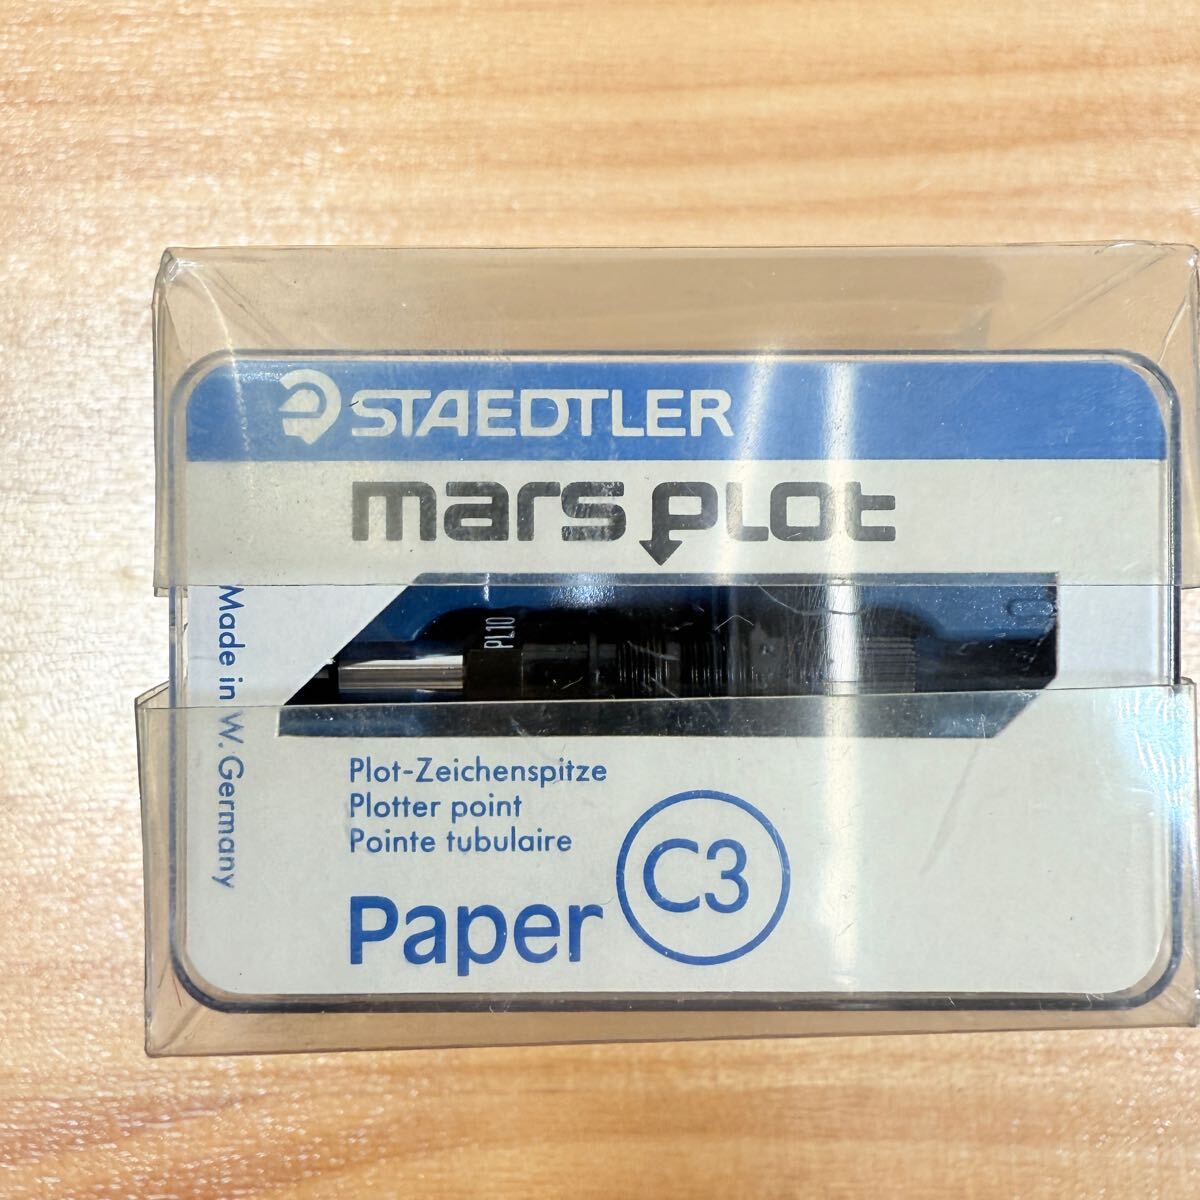 STAEDTLER
mars plot
Made in W. Germany
PL10
Plot-Zeichenspitze
Plotter point
Pointe tubulaire
Paper
C3